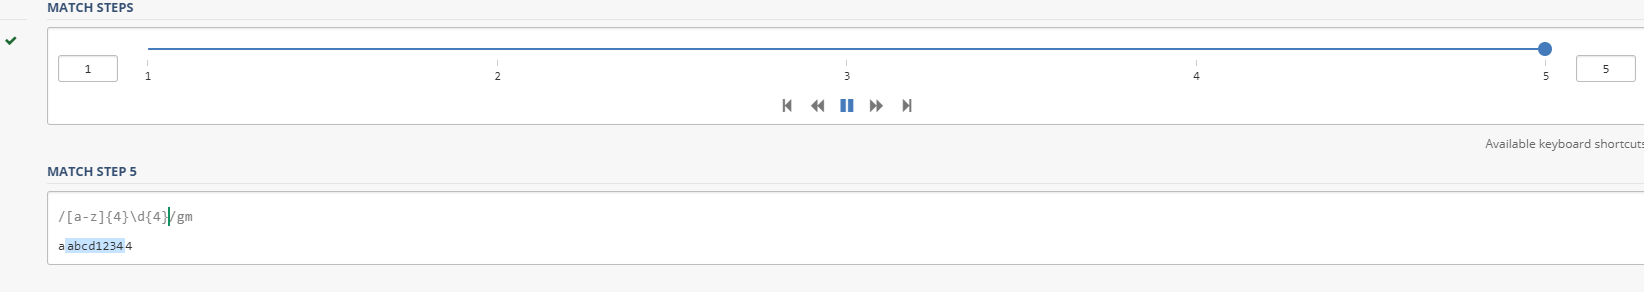 MATCH STEPS
1
1 2 3 4 5
5
Available keyboard shortcuts
MATCH STEP 5
/[a-z]{4}\d{4}/gm
aabcd12344